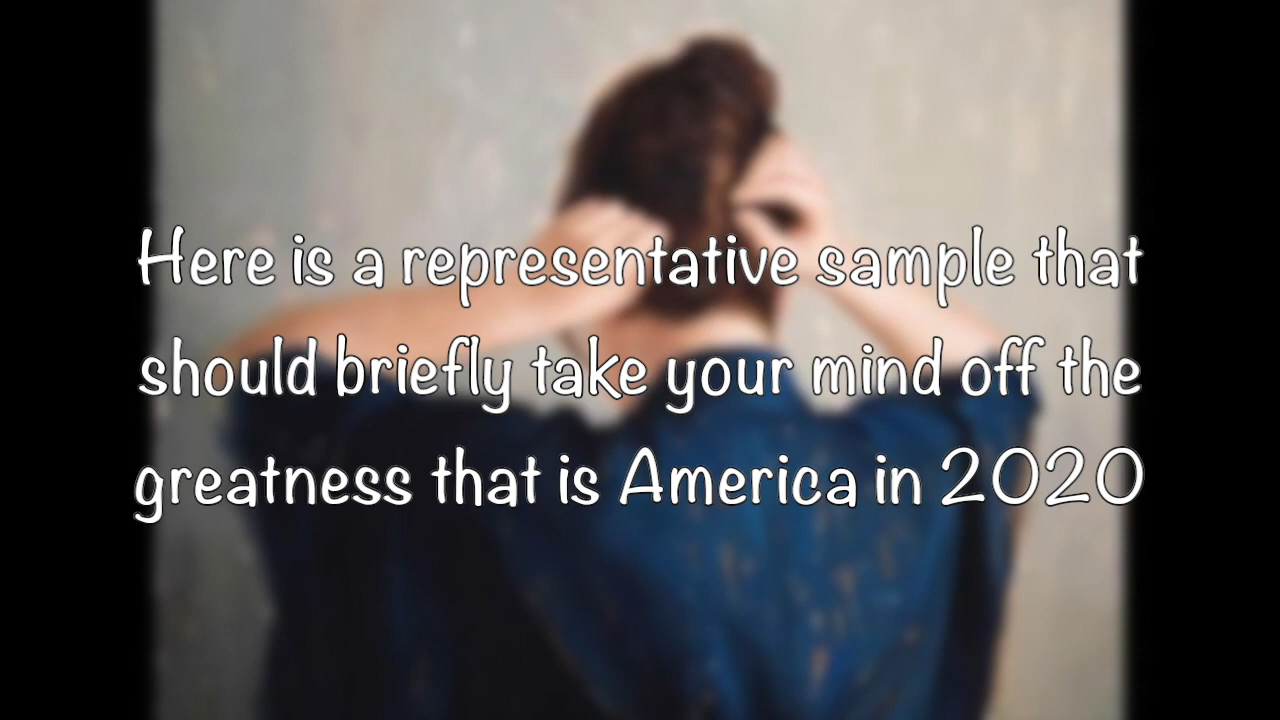 Here is a representative sample that
should briefly take your mind off the
greatness that is America in 2020